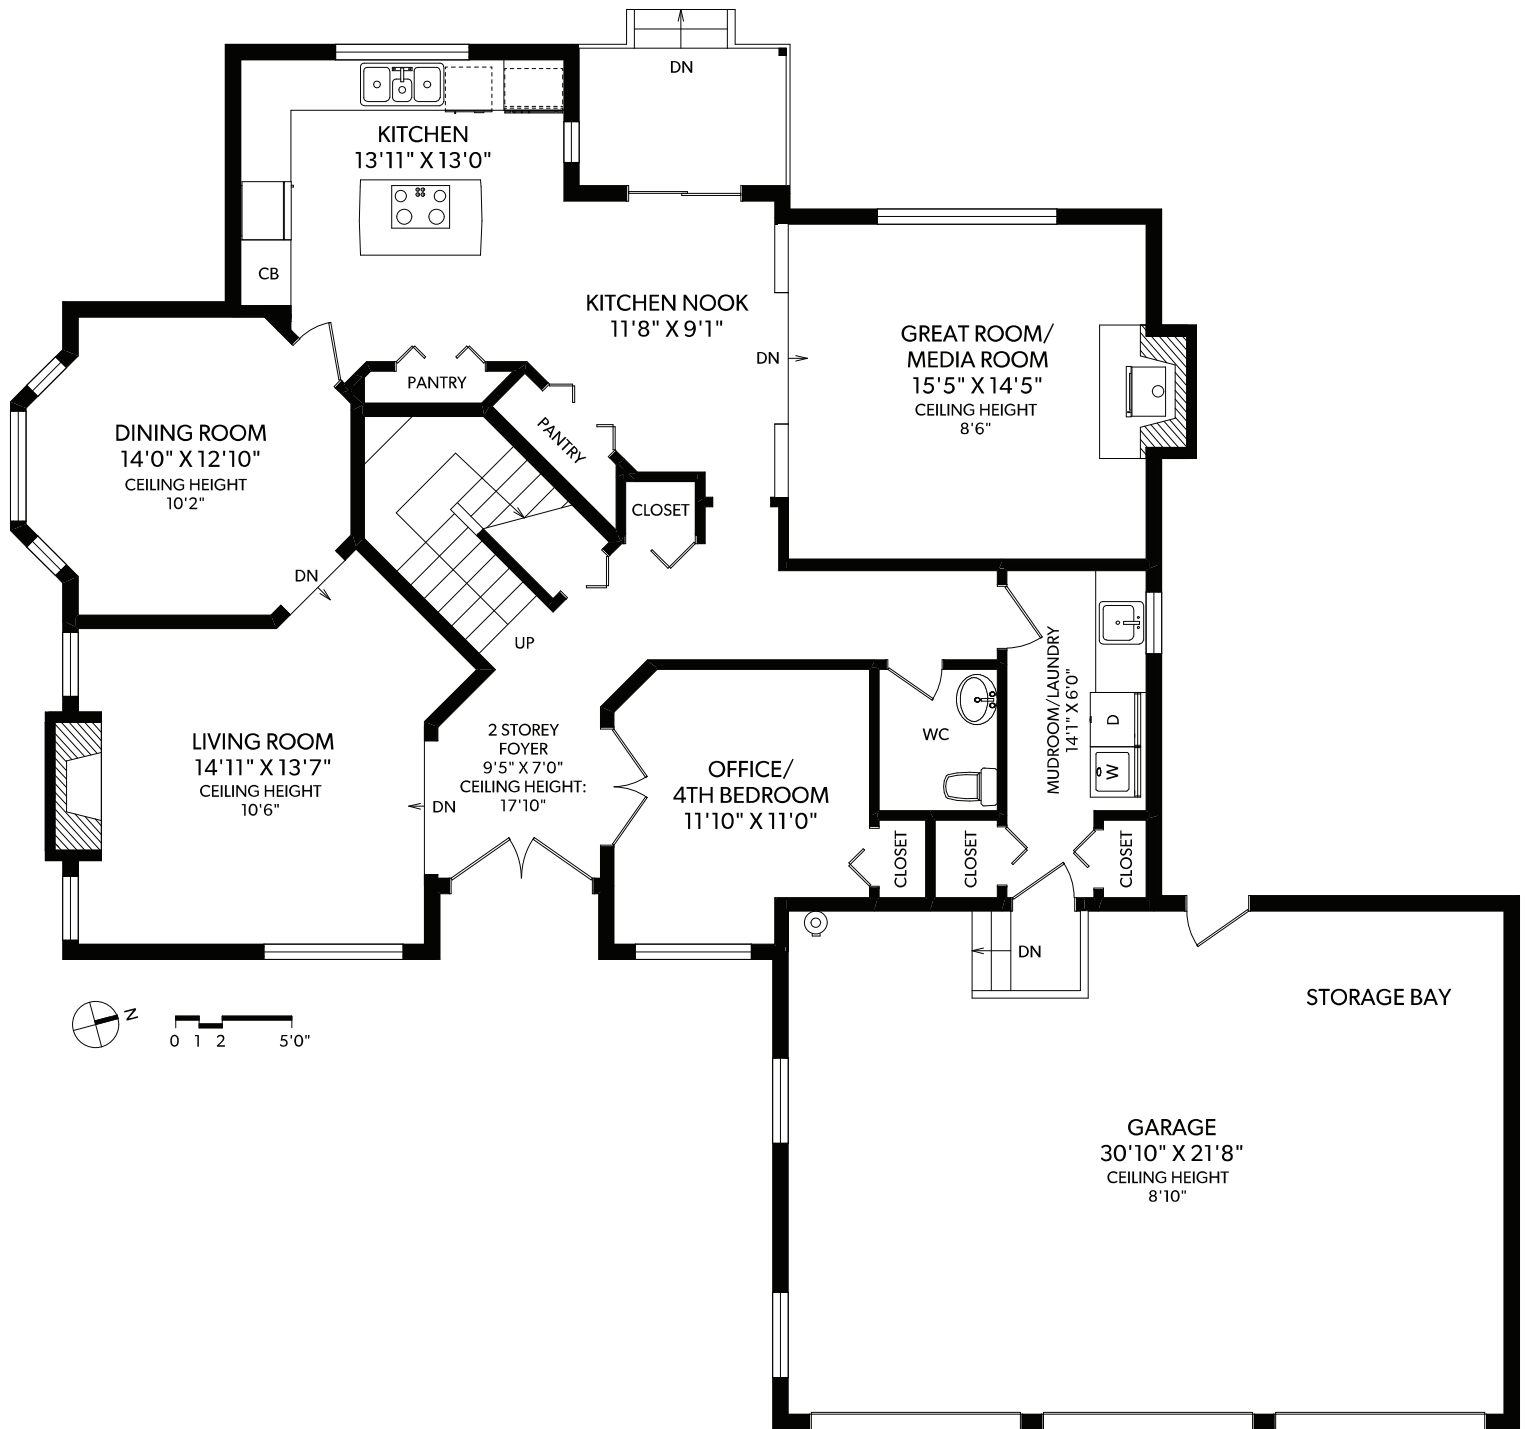 DN
KITCHEN
13'11" X 13'0"
CB
KITCHEN NOOK
11'8" X 9'1"
DN
GREAT ROOM/
MEDIA ROOM
15'5" X 14'5"
CEILING HEIGHT
8'6"
PANTRY
PANTRY
DINING ROOM
14'0" X 12'10"
CEILING HEIGHT
10'2"
CLOSET
DN
UP
MUDROOM/LAUNDRY
14'1" X 6'0"
D
W
WC
2 STOREY
FOYER
9'5" X 7'0"
CEILING HEIGHT:
17'10"
LIVING ROOM
14'11" X 13'7"
CEILING HEIGHT
10'6"
DN
OFFICE/
4TH BEDROOM
11'10" X 11'0"
CLOSET
CLOSET
CLOSET
DN
STORAGE BAY
N
0 1 2 5'0"
GARAGE
30'10" X 21'8"
CEILING HEIGHT
8'10"